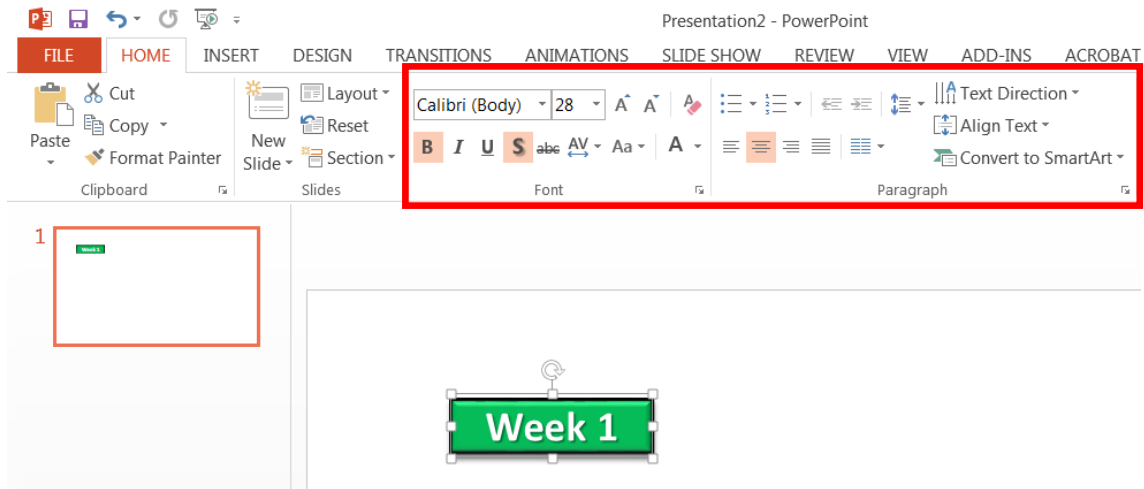 Presentation2 - PowerPoint
FILE HOME INSERT DESIGN TRANSITIONS ANIMATIONS SLIDE SHOW REVIEW VIEW ADD-INS ACROBAT
Paste
Cut
Copy
Format Painter
Clipboard
New
Slide
Layout
Reset
Section
Slides
Calibri (Body) 28 A A
B I U S abc AV Aa A
Font
Text Direction
Align Text
Convert to SmartArt
Paragraph
1
Week 1
Week 1